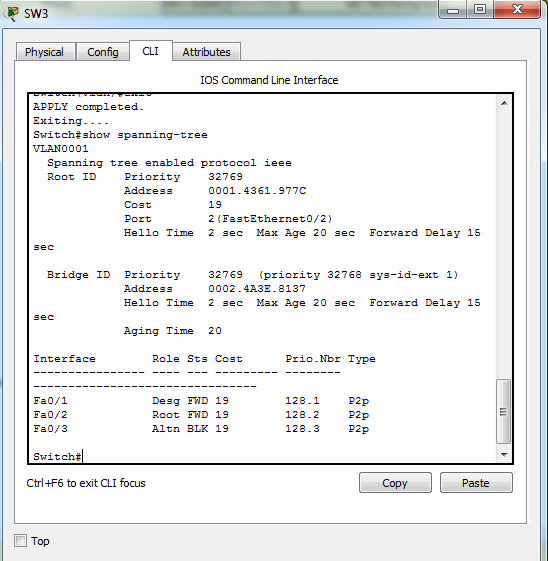 SW3
Physical Config CLI Attributes
IOS Command Line Interface
APPLY completed.
Exiting....
Switch#show spanning-tree
VLAN0001
Spanning tree enabled protocol ieee
Root ID Priority 32769
Address 0001.4361.977C
Cost 19
Port 2(FastEthernet0/2)
Hello Time 2 sec Max Age 20 sec Forward Delay 15
sec
Bridge ID Priority 32769 (priority 32768 sys-id-ext 1)
Address 0002.4A3E.8137
Hello Time 2 sec Max Age 20 sec Forward Delay 15
sec
Aging Time 20
Interface Role Sts Cost Prio.Nbr Type
---------------- ---- --- --------- --------
--------------------------------
Fa0/1 Desg FWD 19 128.1 P2p
Fa0/2 Root FWD 19 128.2 P2p
Fa0/3 Altn BLK 19 128.3 P2p
Switch#
Ctrl+F6 to exit CLI focus
Copy Paste
Top